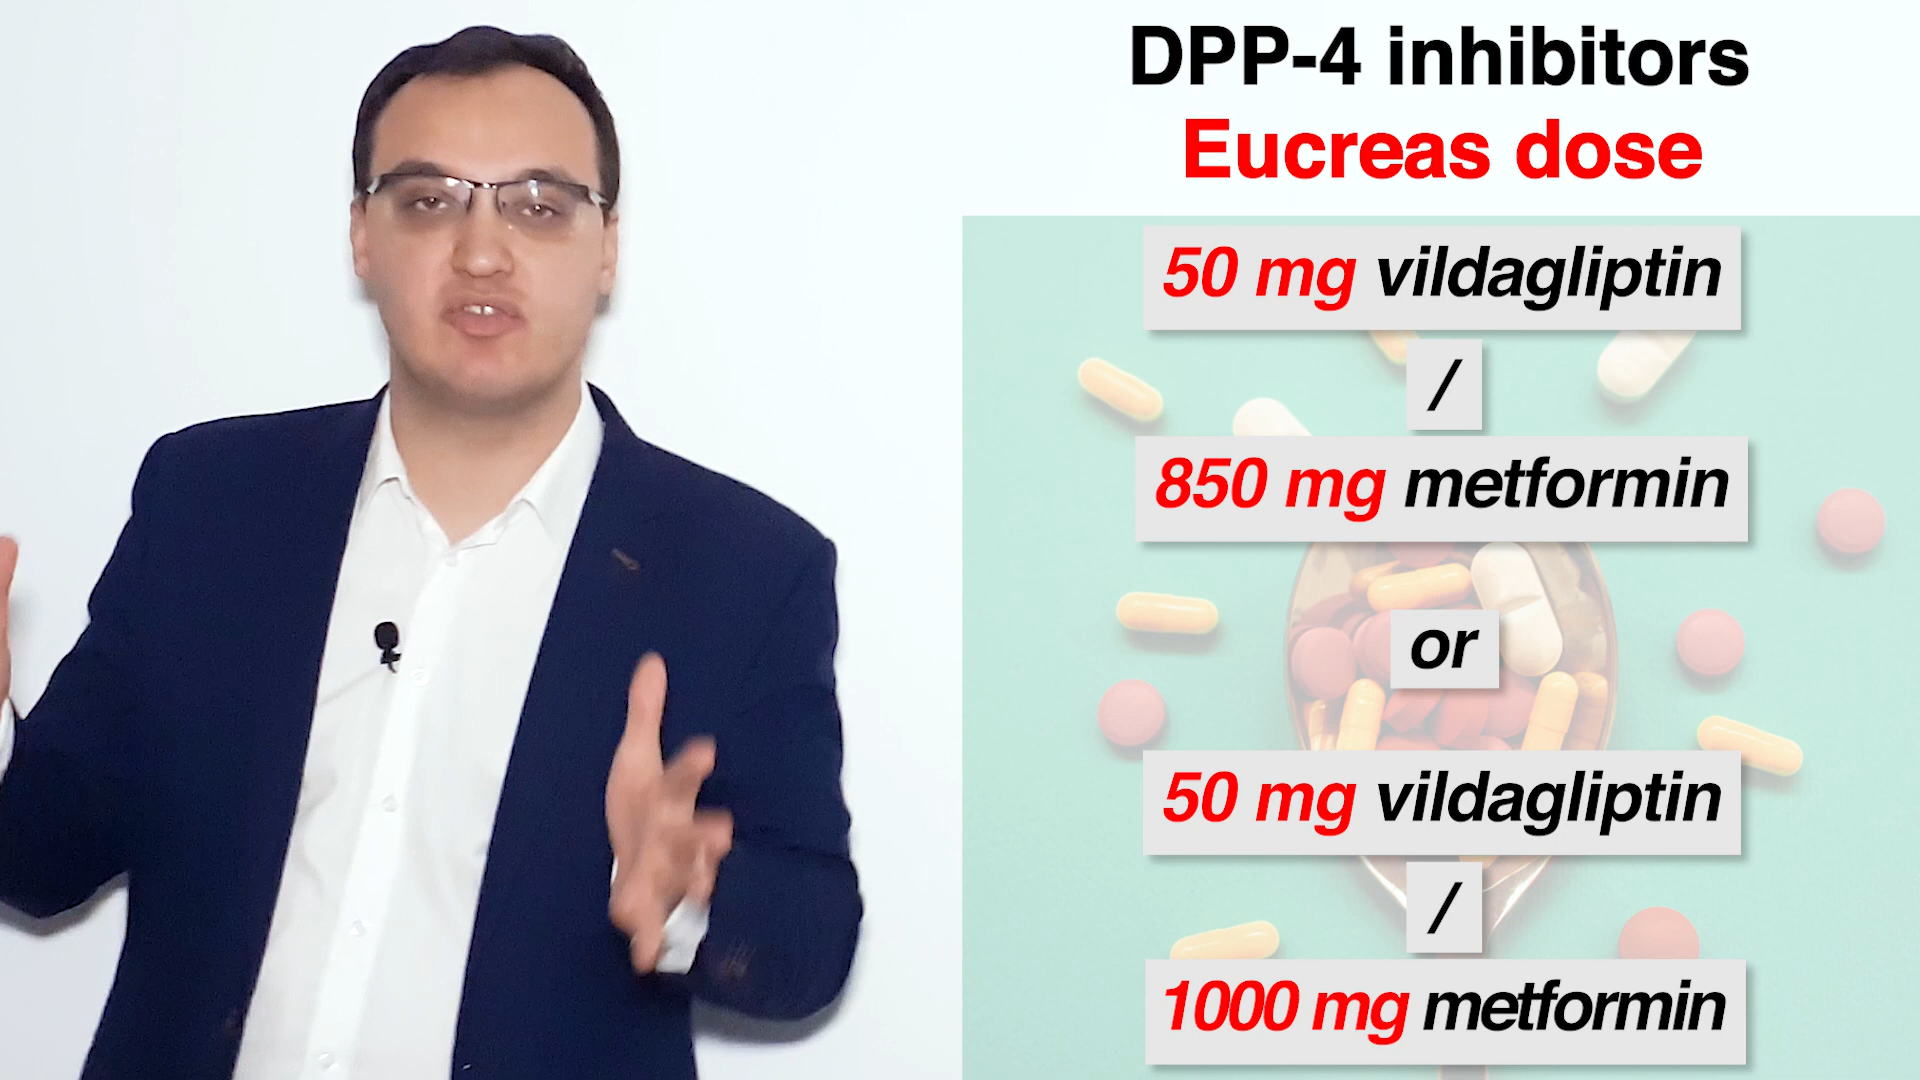 DPP-4 inhibitors
Eucreas dose
50 mg vildagliptin
/
850 mg metformin
or
50 mg vildagliptin
/
1000 mg metformin